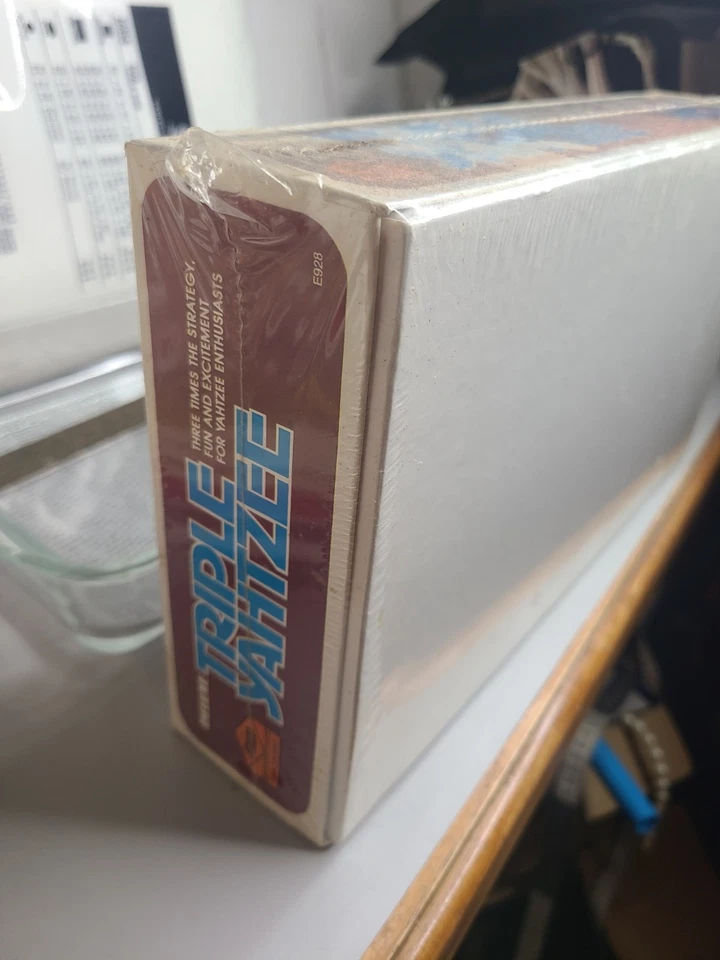 THREE TIMES THE STRATEGY,
FUN AND EXCITEMENT
FOR YAHTZEE ENTHUSIASTS
E928
TRIPLE
YAHTZEE